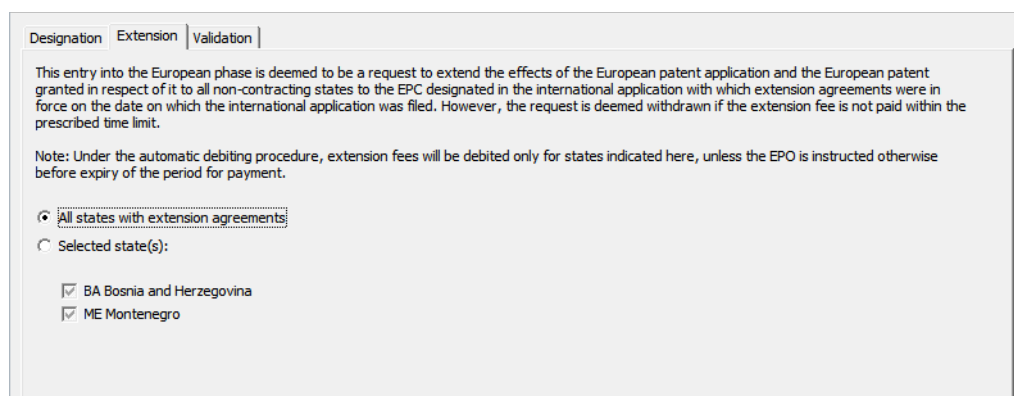 Designation Extension Validation
This entry into the European phase is deemed to be a request to extend the effects of the European patent application and the European patent
granted in respect of it to all non-contracting states to the EPC designated in the international application with which extension agreements were in
force on the date on which the international application was filed. However, the request is deemed withdrawn if the extension fee is not paid within the
prescribed time limit.
Note: Under the automatic debiting procedure, extension fees will be debited only for states indicated here, unless the EPO is instructed otherwise
before expiry of the period for payment.
All states with extension agreements
Selected state(s):
BA Bosnia and Herzegovina
ME Montenegro